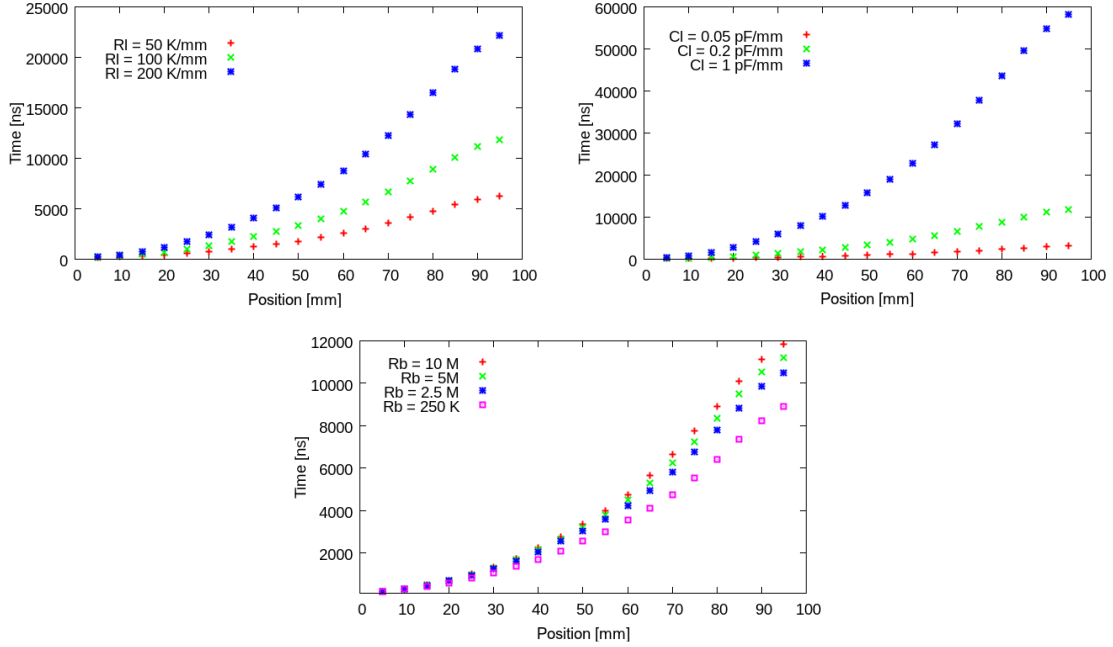 25000
20000
15000
10000
5000
0
Time [ns]
Rl = 50 K/mm
Rl = 100 K/mm
Rl = 200 K/mm
0 10 20 30 40 50 60 70 80 90 100
Position [mm]
60000
50000
40000
30000
20000
10000
0
Time [ns]
Cl = 0.05 pF/mm
Cl = 0.2 pF/mm
Cl = 1 pF/mm
0 10 20 30 40 50 60 70 80 90 100
Position [mm]
12000
10000
8000
6000
4000
2000
Time [ns]
Rb = 10 M
Rb = 5M
Rb = 2.5 M
Rb = 250 K
0 10 20 30 40 50 60 70 80 90 100
Position [mm]